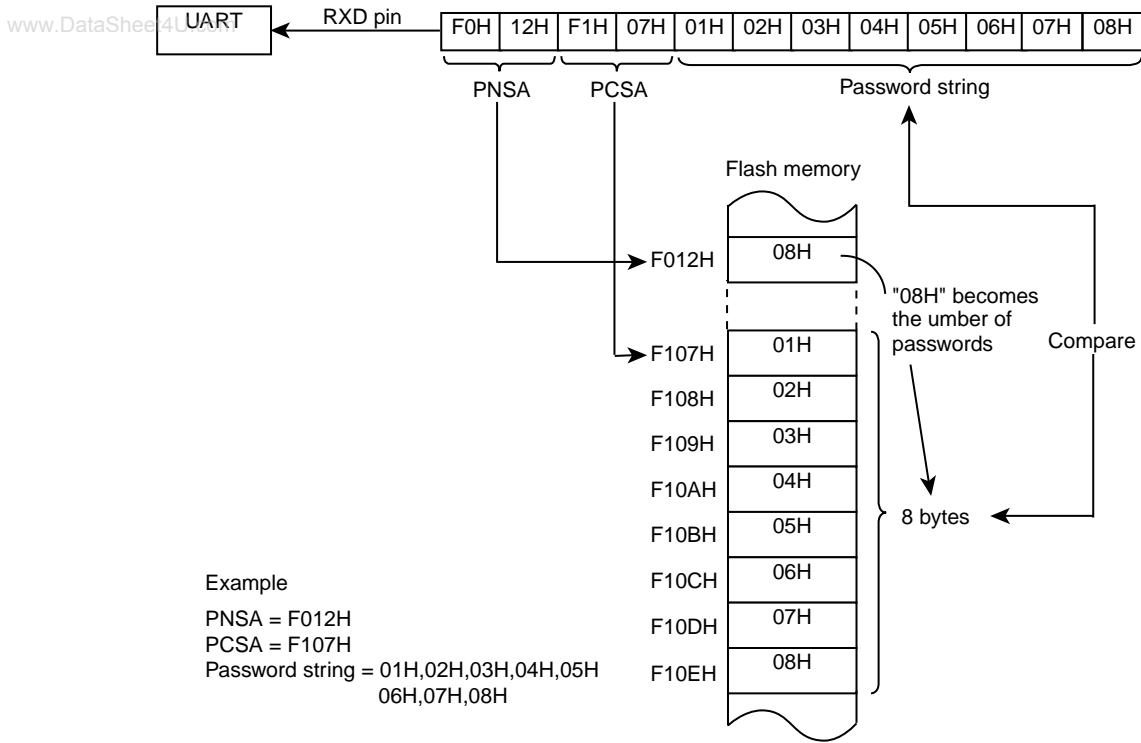 www.DataSheet4U.com
UART
RXD pin
F0H 12H F1H 07H 01H 02H 03H 04H 05H 06H 07H 08H
PNSA PCSA Password string
Flash memory
F012H 08H
"08H" becomes
the umber of
passwords
Compare
F107H 01H
F108H 02H
F109H 03H
F10AH 04H
F10BH 05H
8 bytes
F10CH 06H
F10DH 07H
F10EH 08H
Example
PNSA = F012H
PCSA = F107H
Password string = 01H,02H,03H,04H,05H
06H,07H,08H